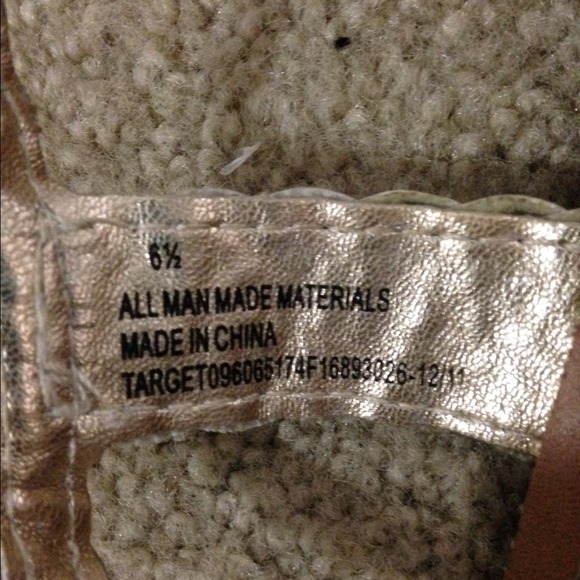 6½
ALL MAN MADE MATERIALS
MADE IN CHINA
TARGET096065174F16893026-12/11